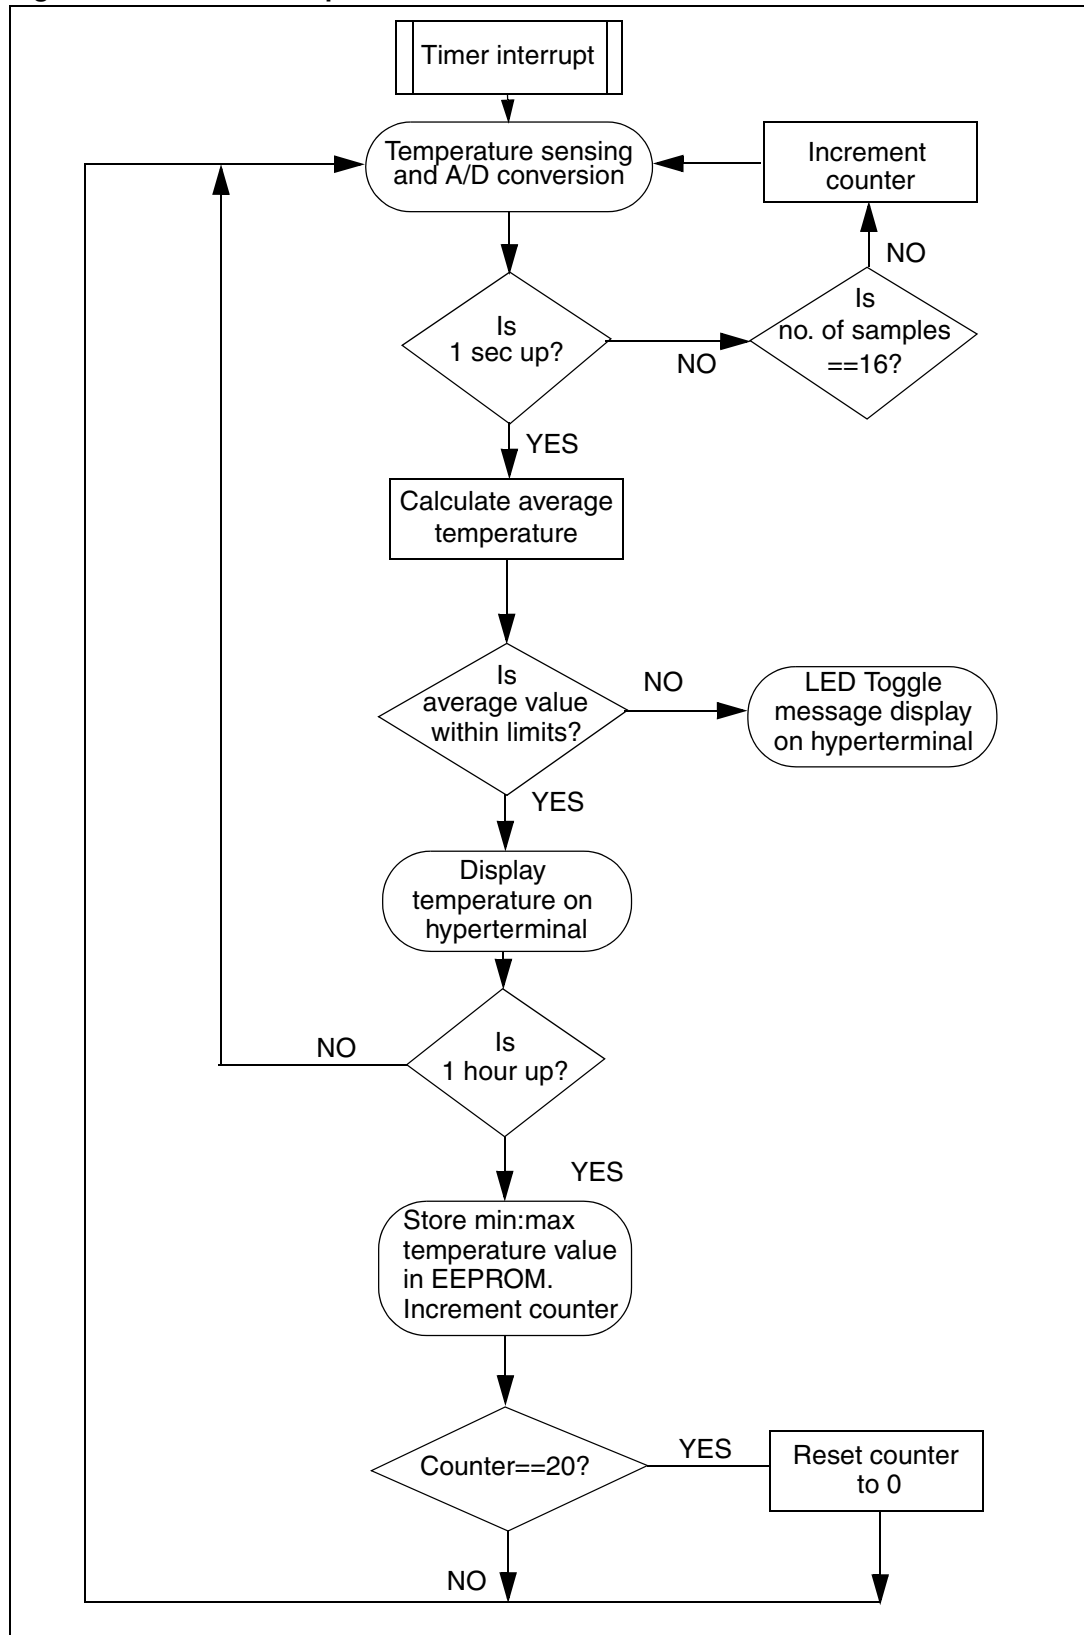 Timer interrupt
Temperature sensing
and A/D conversion
Increment
counter
NO
Is
1 sec up?
NO
Is
no. of samples
==16?
YES
Calculate average
temperature
Is
average value
within limits?
NO
LED Toggle
message display
on hyperterminal
YES
Display
temperature on
hyperterminal
Is
1 hour up?
NO
YES
Store min:max
temperature value
in EEPROM.
Increment counter
Counter==20?
YES
Reset counter
to 0
NO